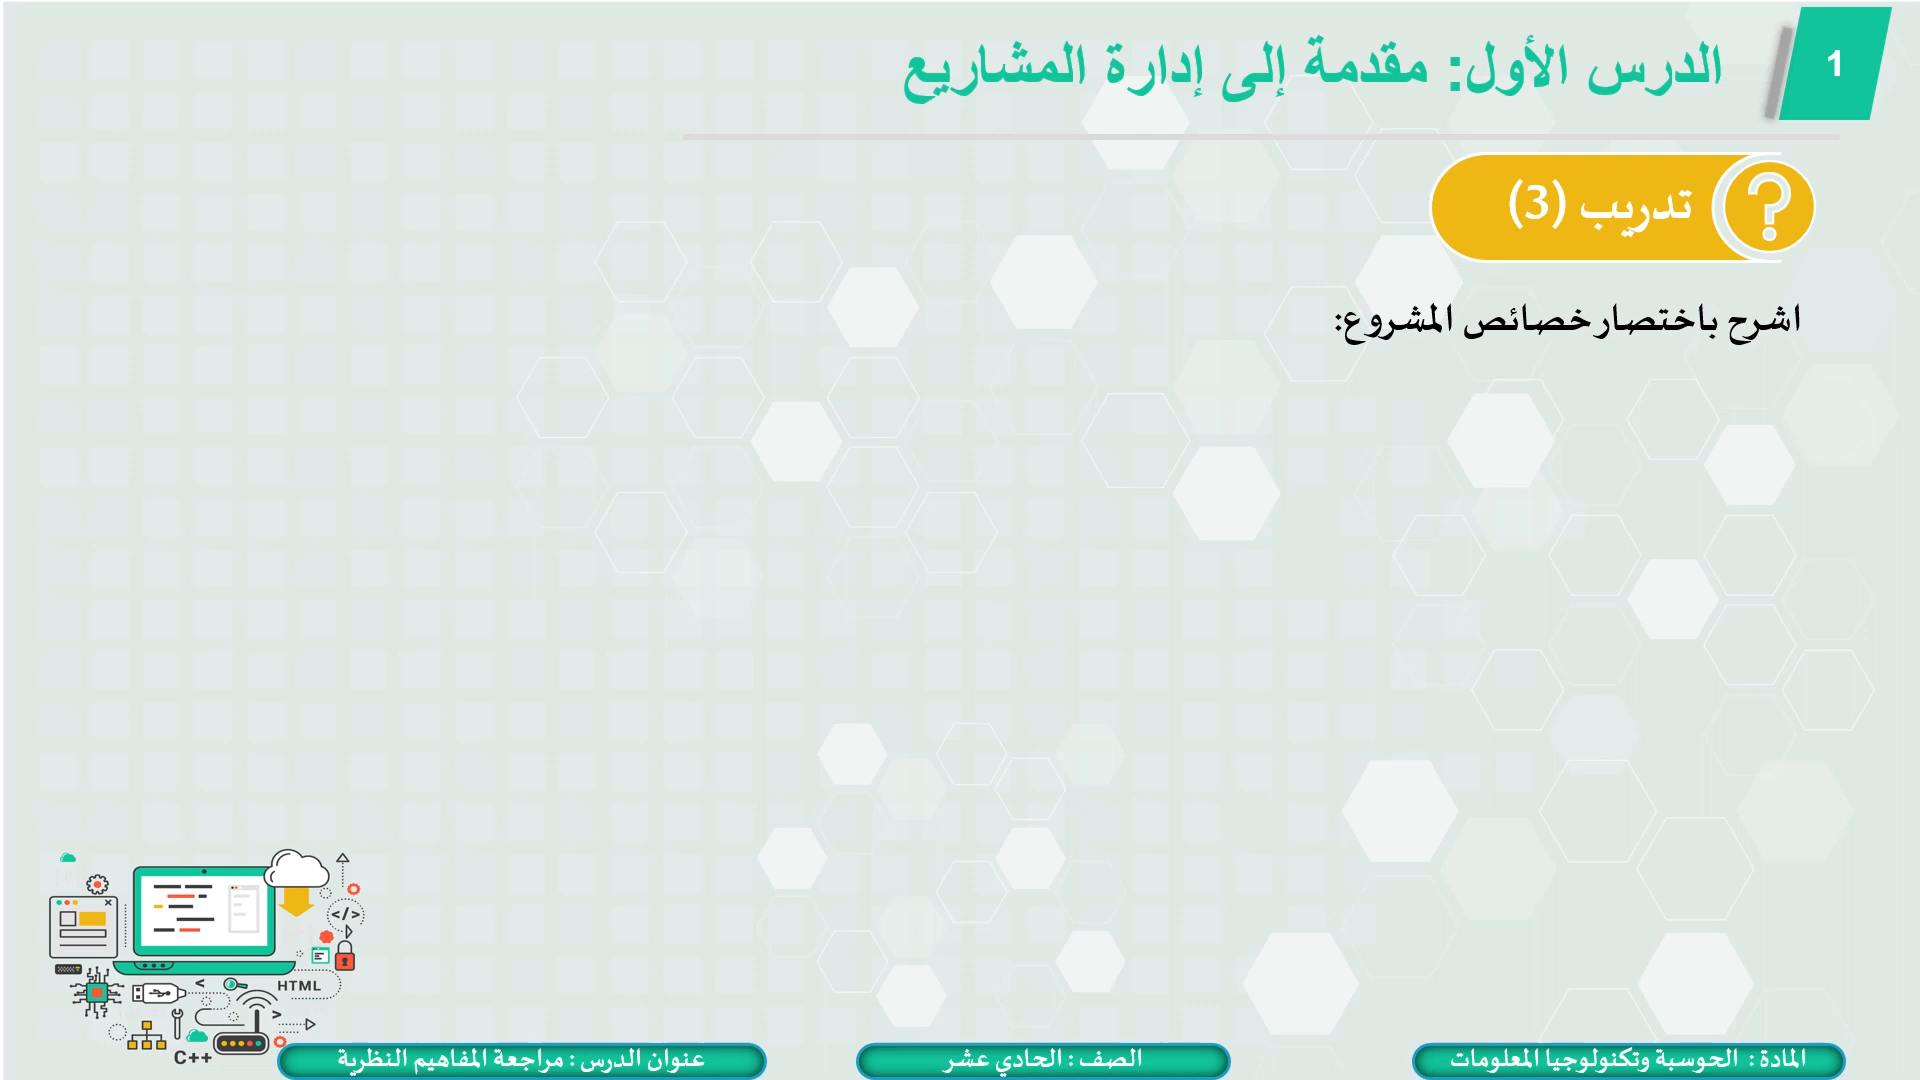 1
الدرس الأول: مقدمة إلى إدارة المشاريع
تدريب (3)
?
اشرح باختصار خصائص المشروع:
</>
HTML
<
>
C++
المادة : الحوسبة وتكنولوجيا المعلومات
الصف : الحادي عشر
عنوان الدرس : مراجعة المفاهيم النظرية